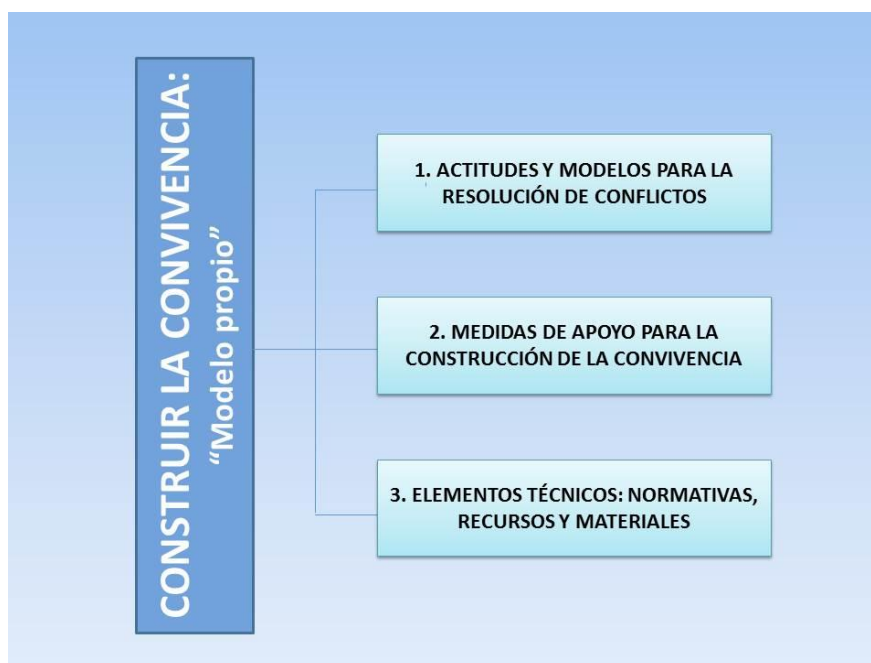 CONSTRUIR LA CONVIVENCIA:
“Modelo propio”
1. ACTITUDES Y MODELOS PARA LA
RESOLUCIÓN DE CONFLICTOS
2. MEDIDAS DE APOYO PARA LA
CONSTRUCCIÓN DE LA CONVIVENCIA
3. ELEMENTOS TÉCNICOS: NORMATIVAS,
RECURSOS Y MATERIALES